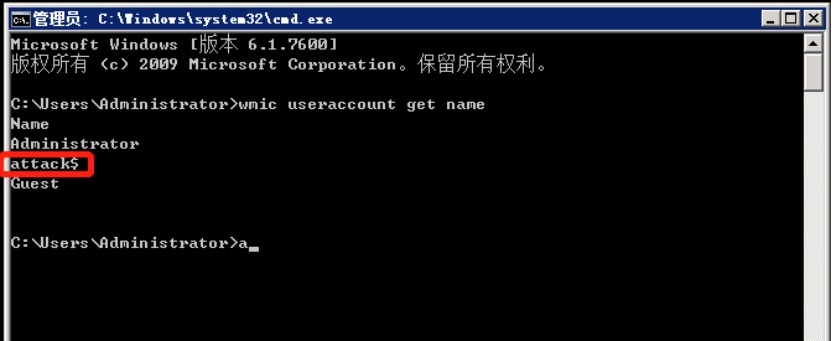 管理员: C:\Windows\system32\cmd.exe
Microsoft Windows [版本 6.1.7600]
版权所有 (c) 2009 Microsoft Corporation。保留所有权利。
C:\Users\Administrator>wmic useraccount get name
Name
Administrator
attack$
Guest
C:\Users\Administrator>a